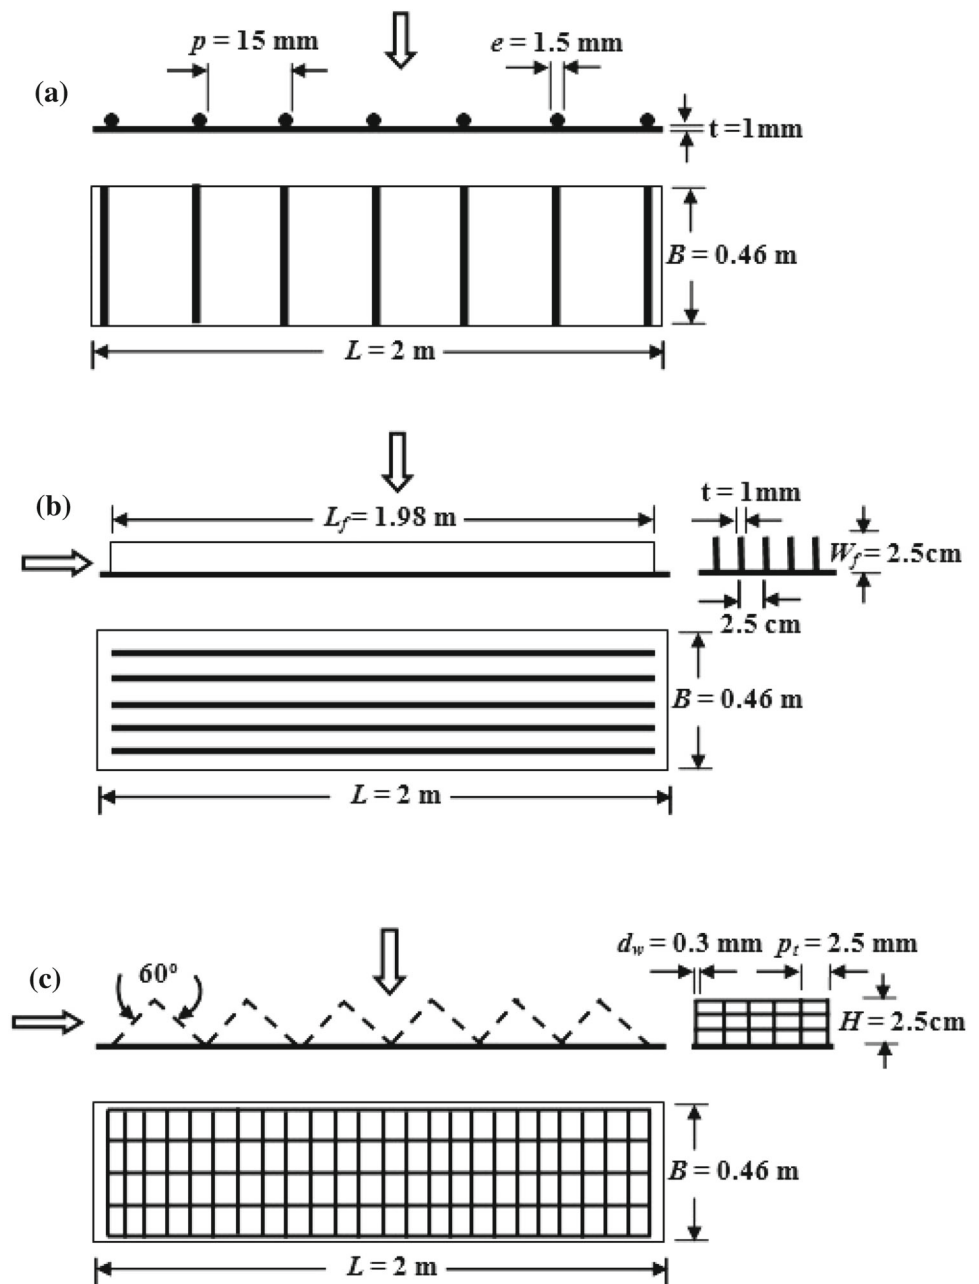 p = 15 mm
e = 1.5 mm
(a)
t =1mm
B = 0.46 m
L = 2 m
(b)
L_f = 1.98 m
t = 1mm
W_f = 2.5cm
2.5 cm
B = 0.46 m
L = 2 m
(c)
60°
d_w = 0.3 mm
p_t = 2.5 mm
H = 2.5cm
B = 0.46 m
L = 2 m